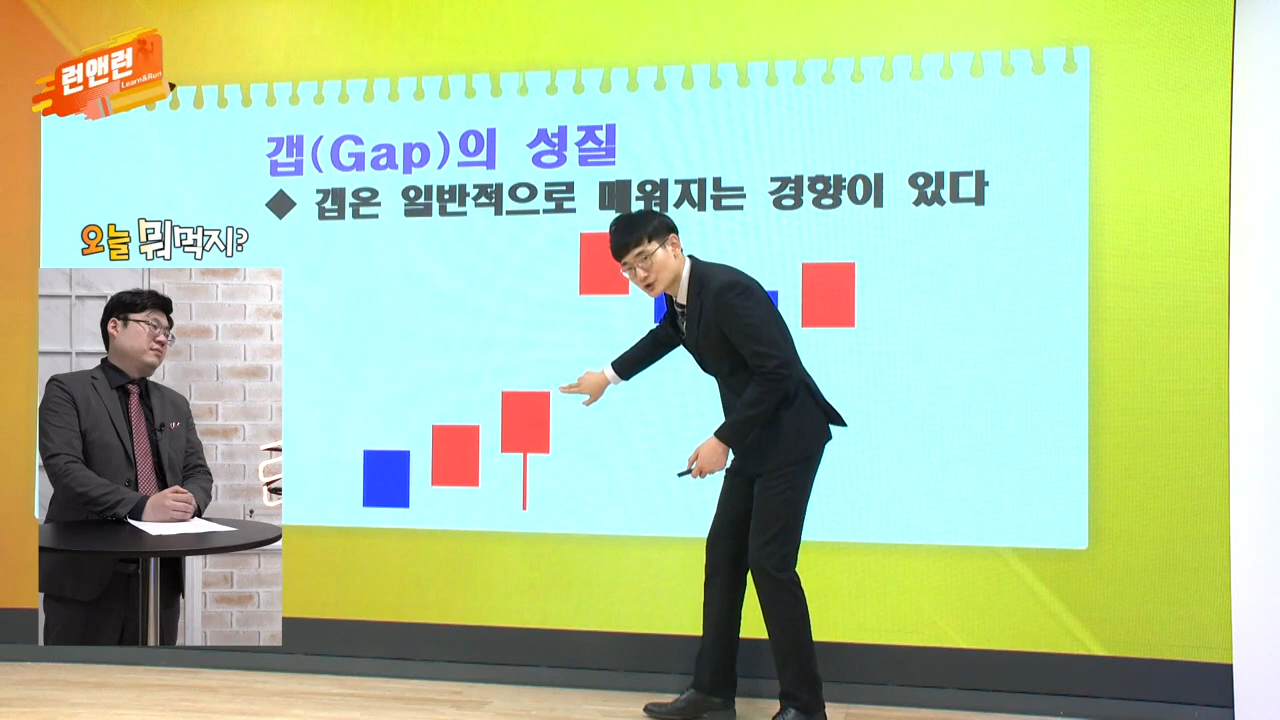 런앤런
Learn&Run
갭(Gap)의 성질
◆ 갭은 일반적으로 메워지는 경향이 있다
오늘 뭐먹지?